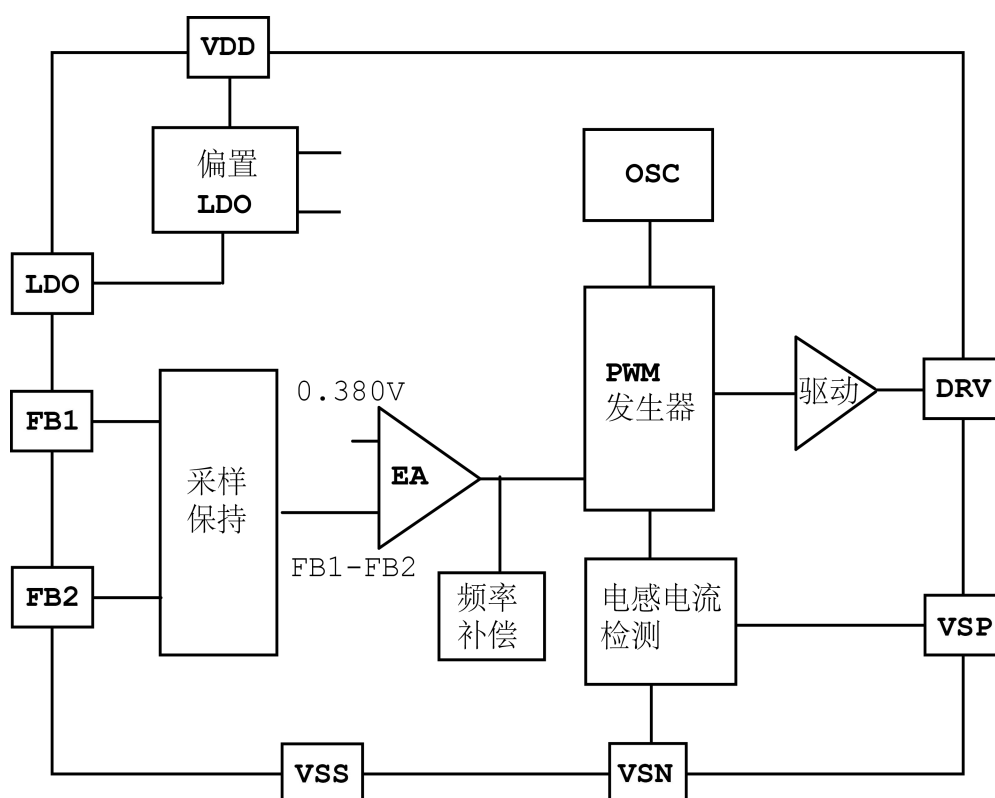 VDD
偏置
LDO
OSC
LDO
PWM
发生器
驱动
DRV
0.380V
FB1
EA
采样
保持
FB1-FB2
FB2
频率
补偿
电感电流
检测
VSP
VSS
VSN